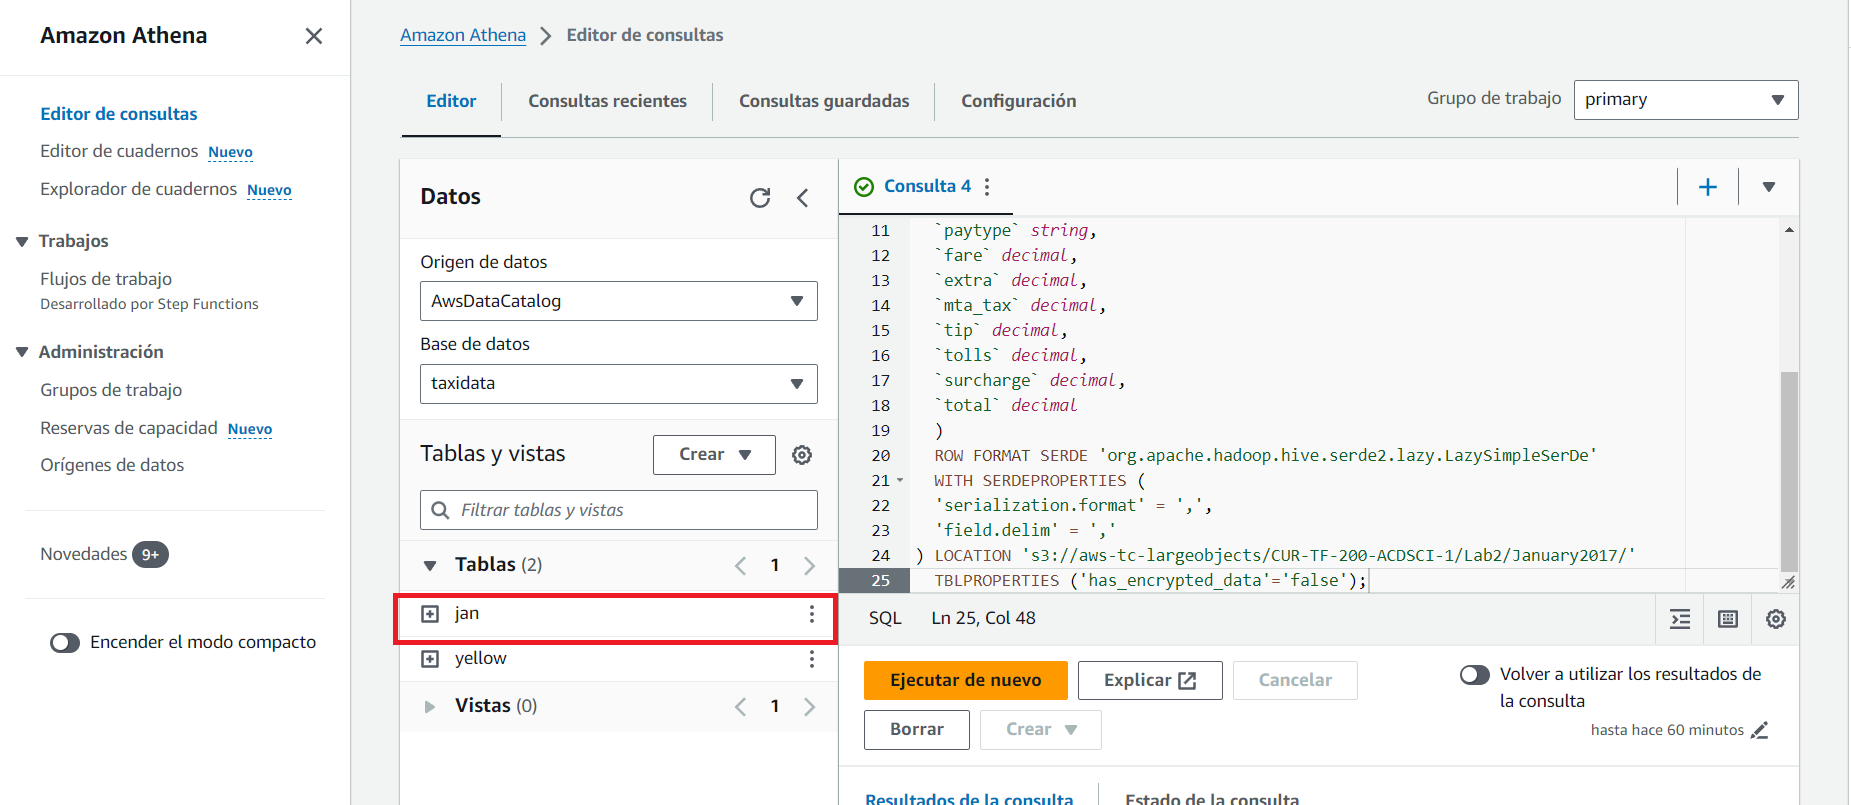 Amazon Athena
Editor de consultas
Editor de cuadernos Nuevo
Explorador de cuadernos Nuevo
Trabajos
Flujos de trabajo
Desarrollado por Step Functions
Administración
Grupos de trabajo
Reservas de capacidad Nuevo
Orígenes de datos
Novedades 9+
Encender el modo compacto
Amazon Athena > Editor de consultas
Editor Consultas recientes Consultas guardadas Configuración
Grupo de trabajo primary
Datos
Origen de datos
AwsDataCatalog
Base de datos
taxidata
Tablas y vistas Crear
Filtrar tablas y vistas
Tablas (2) 1
jan
yellow
Vistas (0) 1
Consulta 4
11 `paytype` string,
12 `fare` decimal,
13 `extra` decimal,
14 `mta_tax` decimal,
15 `tip` decimal,
16 `tolls` decimal,
17 `surcharge` decimal,
18 `total` decimal
19 )
20 ROW FORMAT SERDE 'org.apache.hadoop.hive.serde2.lazy.LazySimpleSerDe'
21 WITH SERDEPROPERTIES (
22 'serialization.format' = ',',
23 'field.delim' = ','
24 ) LOCATION 's3://aws-tc-largeobjects/CUR-TF-200-ACDSCI-1/Lab2/January2017/'
25 TBLPROPERTIES ('has_encrypted_data'='false');
SQL Ln 25, Col 48
Ejecutar de nuevo Explicar Cancelar
Borrar Crear
Volver a utilizar los resultados de
la consulta
hasta hace 60 minutos
Resultados de la consulta Estado de la consulta